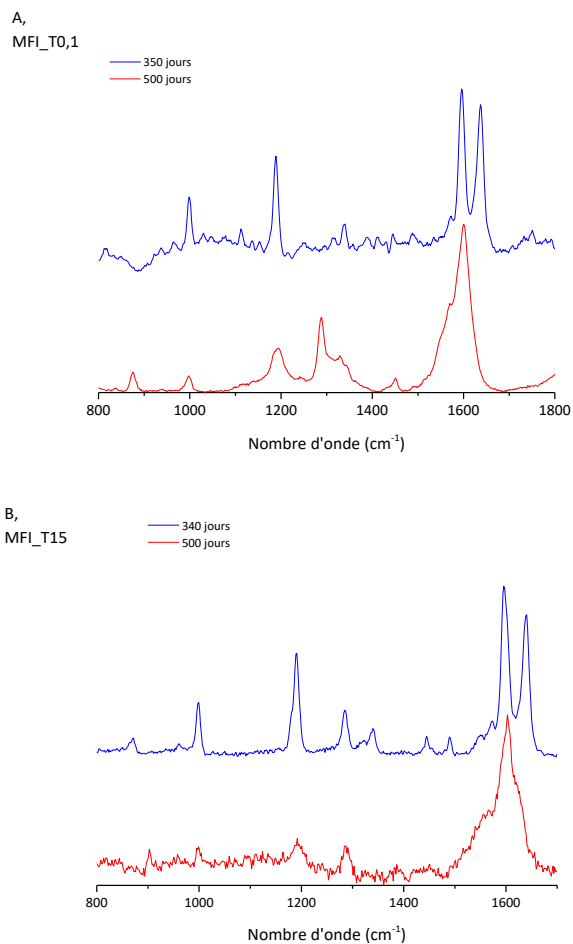 A,
MFI_T0,1
350 jours
500 jours
800 1000 1200 1400 1600 1800
Nombre d'onde (cm⁻¹)
B,
MFI_T15
340 jours
500 jours
800 1000 1200 1400 1600
Nombre d'onde (cm⁻¹)